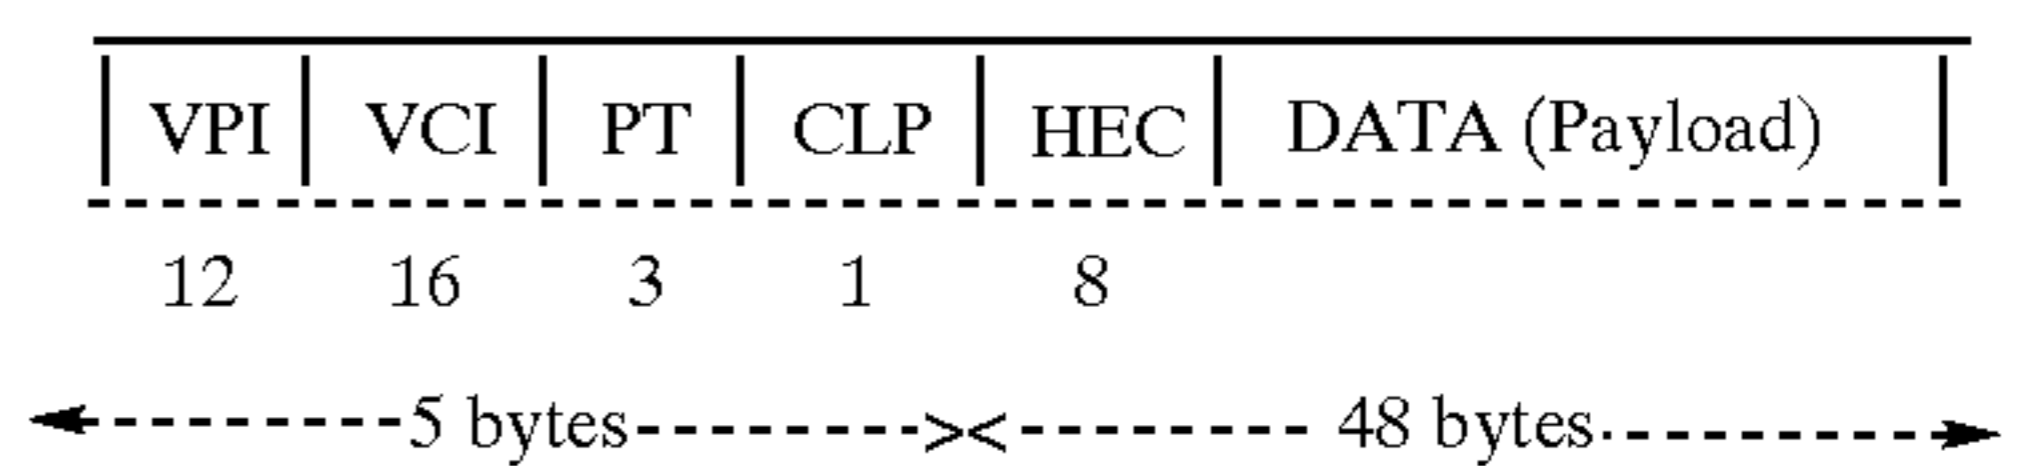 VPI VCI PT CLP HEC DATA (Payload)
12 16 3 1 8
5 bytes 48 bytes